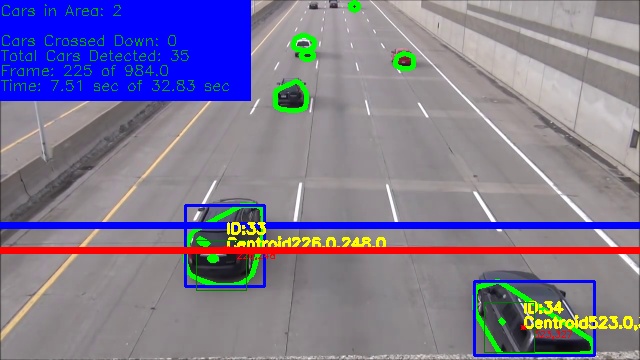 Cars in Area: 2
Cars Crossed Down: 0
Total Cars Detected: 35
Frame: 225 of 984.0
Time: 7.51 sec of 32.83 sec
ID:33
Centroid226.0,248.0
ID:34
Centroid523.0,